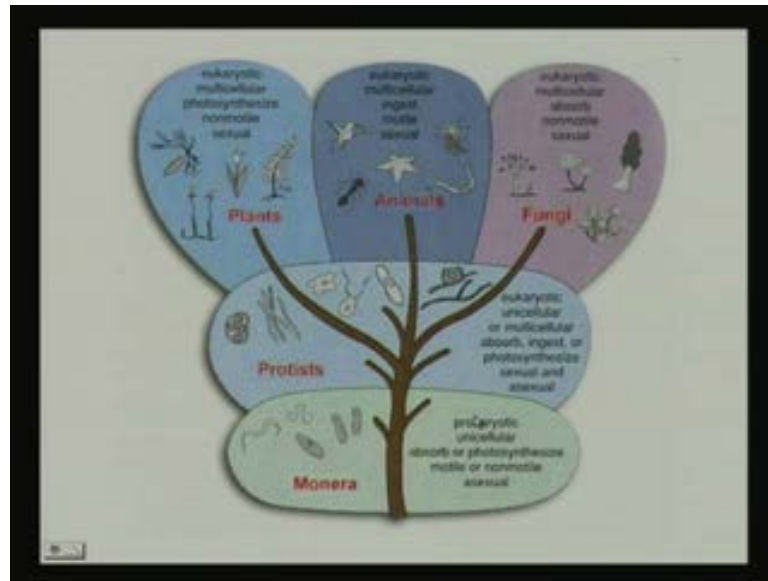 eukaryotic
multicellular
photosynthesize
nonmotile
sexual
Plants
eukaryotic
multicellular
ingest
motile
sexual
Animals
eukaryotic
multicellular
absorb
nonmotile
sexual
Fungi
Protists
eukaryotic
unicellular
or multicellular
absorb, ingest, or
photosynthesize
sexual and
asexual
Monera
prokaryotic
unicellular
absorb or photosynthesize
motile or nonmotile
asexual